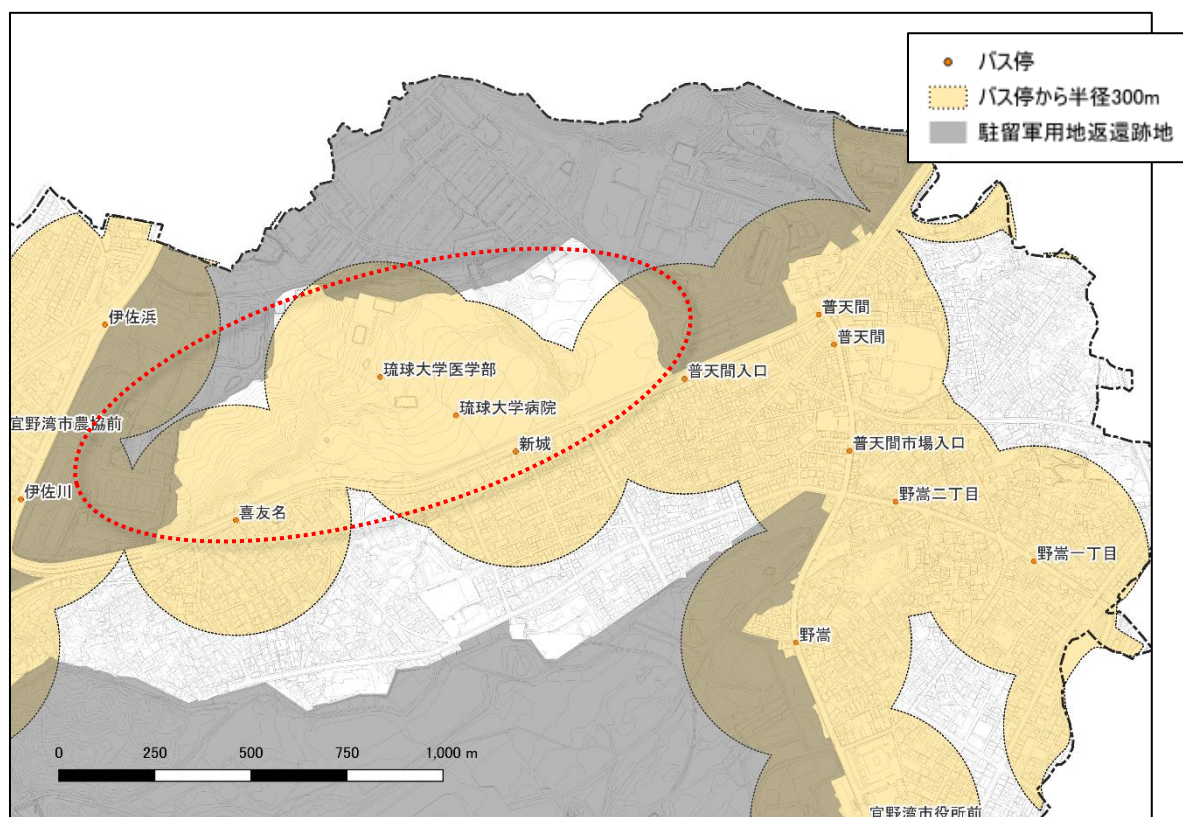 バス停
バス停から半径300m
駐留軍用地返還跡地
伊佐浜
普天間
普天間
琉球大学医学部
普天間入口
琉球大学病院
宜野湾市農協前
新城
普天間市場入口
伊佐川
喜友名
野嵩二丁目
野嵩一丁目
野嵩
0 250 500 750 1,000 m
宜野湾市役所前